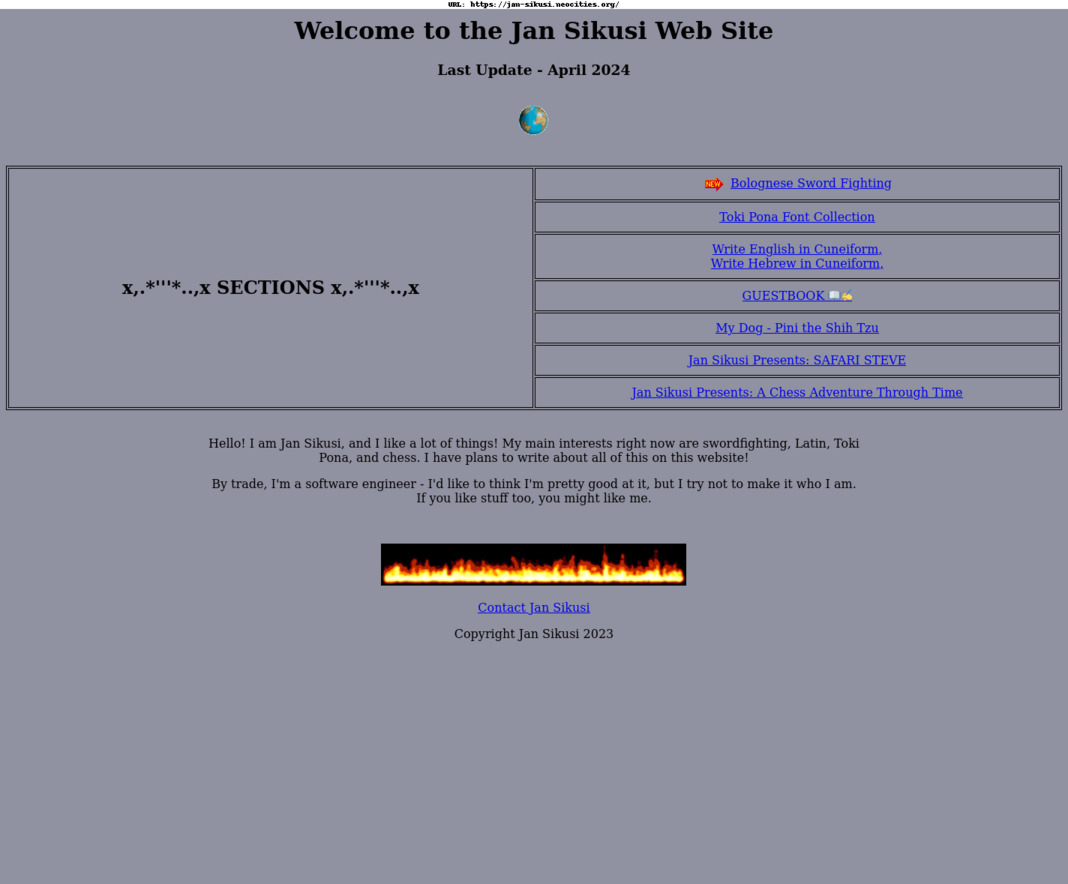 URL: https://jan-sikusi.neocities.org/
Welcome to the Jan Sikusi Web Site
Last Update - April 2024
x,.*'''*..,x SECTIONS x,.*'''*..,x
NEW Bolognese Sword Fighting
Toki Pona Font Collection
Write English in Cuneiform.
Write Hebrew in Cuneiform.
GUESTBOOK 📖✍
My Dog - Pini the Shih Tzu
Jan Sikusi Presents: SAFARI STEVE
Jan Sikusi Presents: A Chess Adventure Through Time
Hello! I am Jan Sikusi, and I like a lot of things! My main interests right now are swordfighting, Latin, Toki
Pona, and chess. I have plans to write about all of this on this website!
By trade, I'm a software engineer - I'd like to think I'm pretty good at it, but I try not to make it who I am.
If you like stuff too, you might like me.
Contact Jan Sikusi
Copyright Jan Sikusi 2023